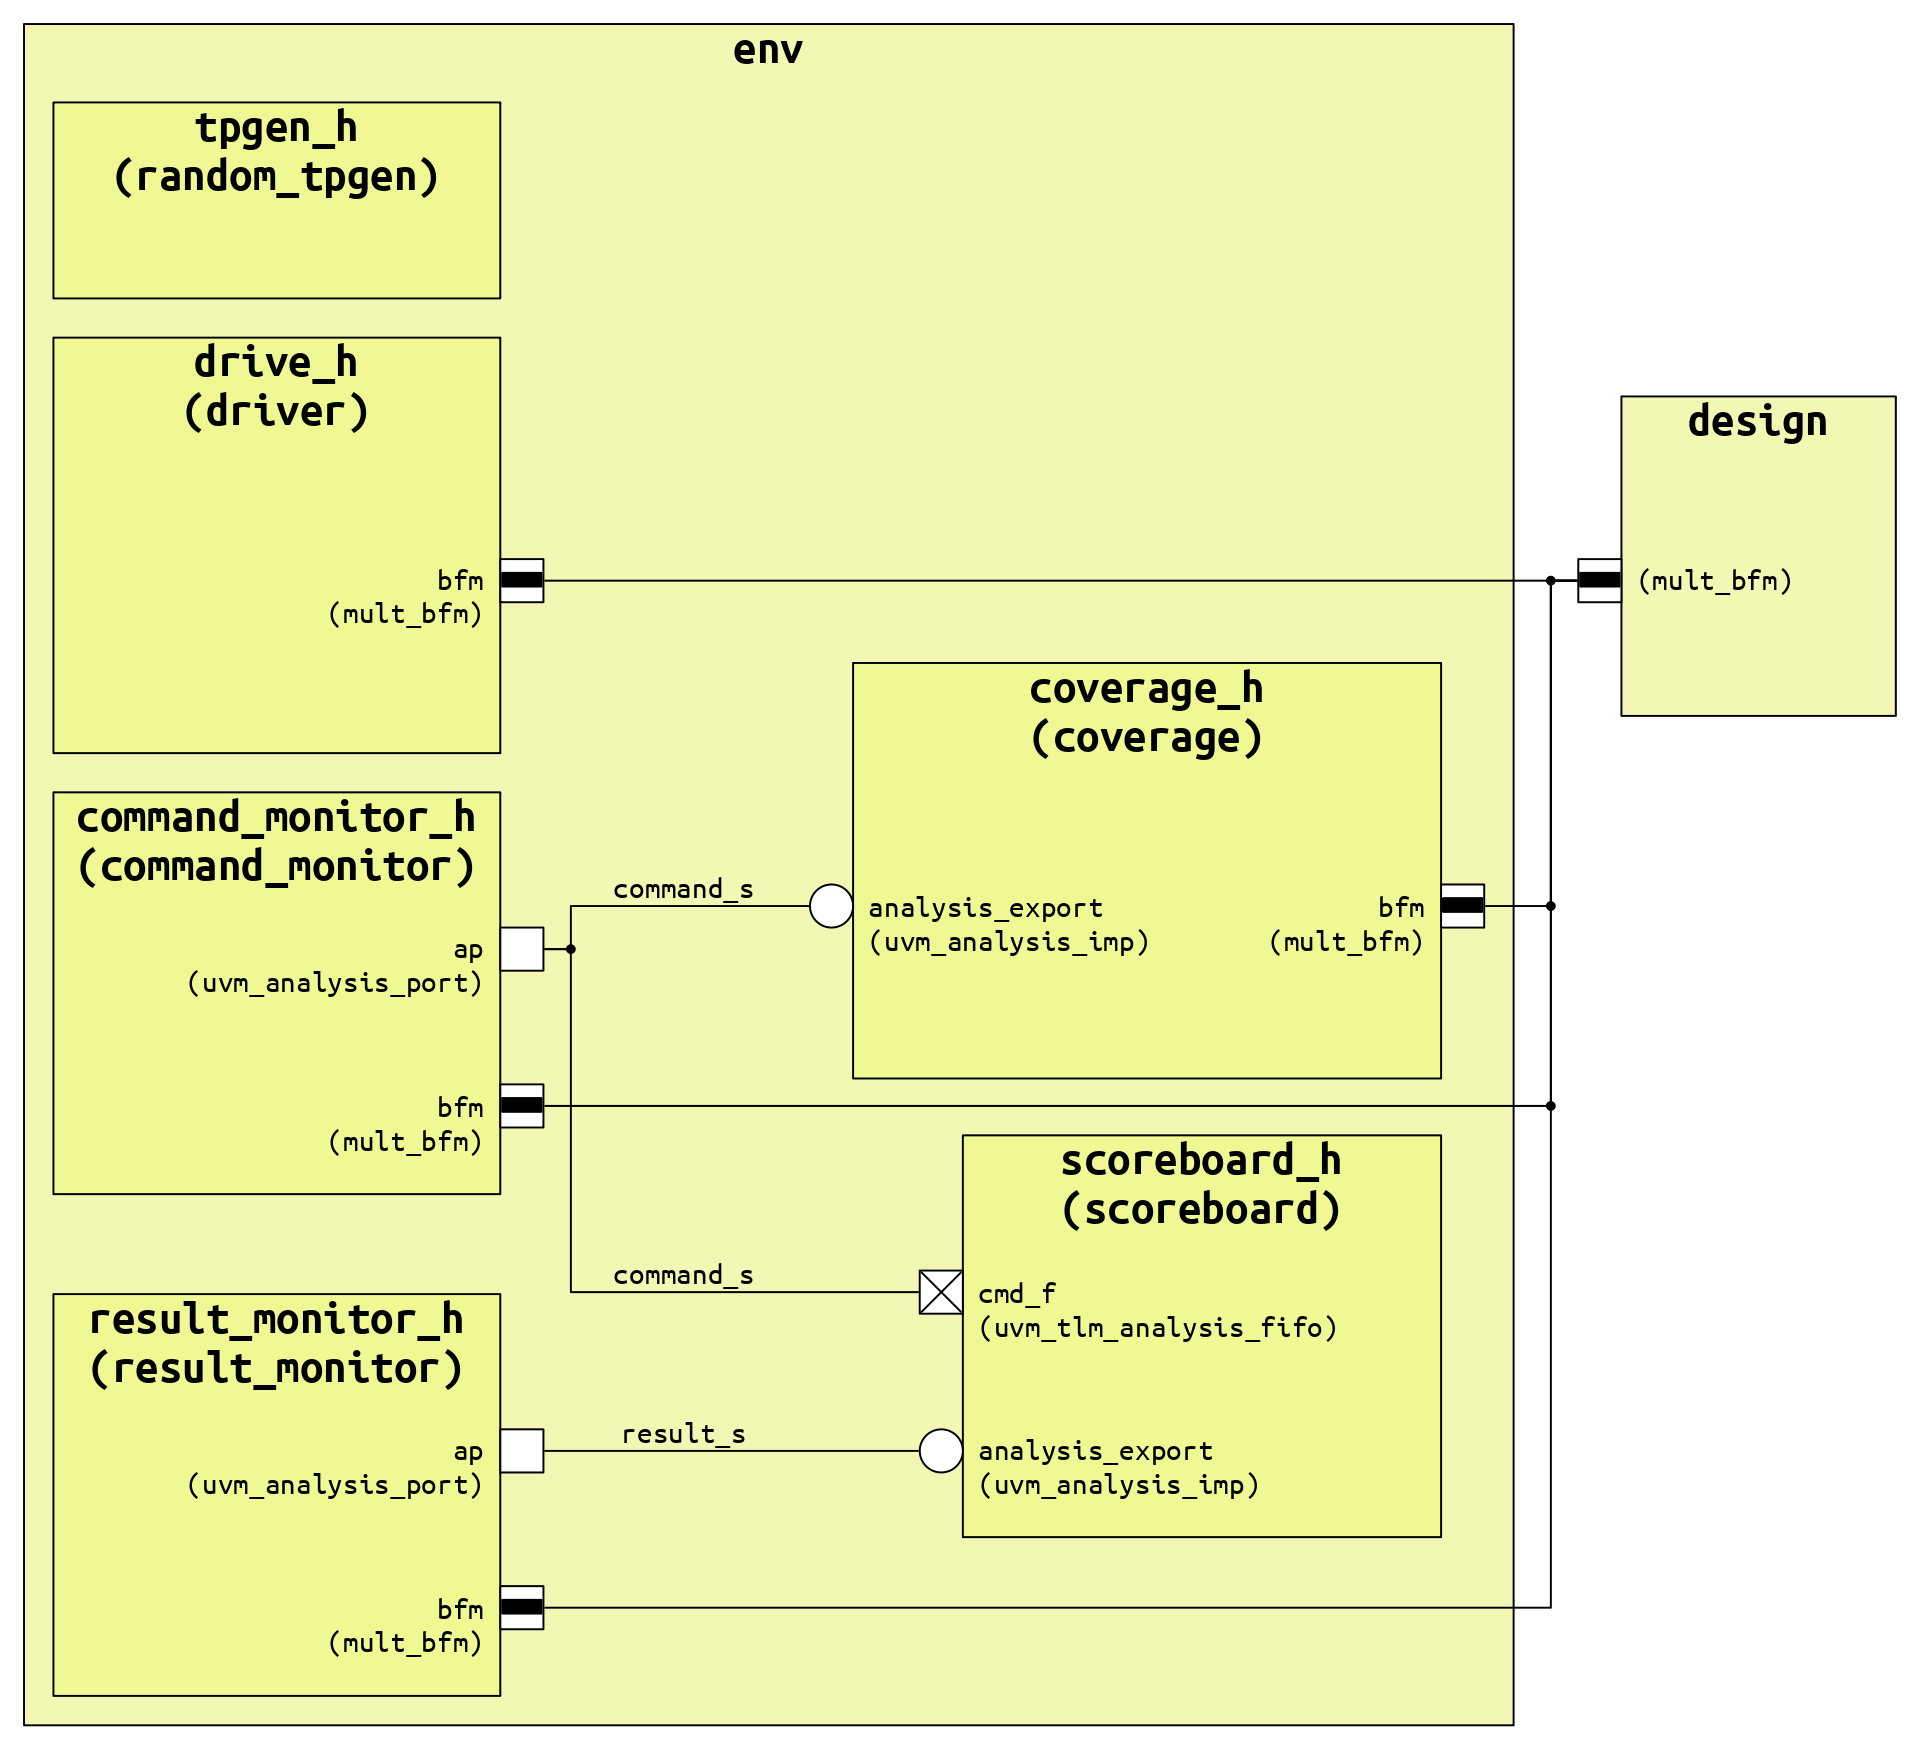 env
tpgen_h
(random_tpgen)
drive_h
(driver)
bfm
(mult_bfm)
design
(mult_bfm)
coverage_h
(coverage)
analysis_export
(uvm_analysis_imp)
bfm
(mult_bfm)
command_monitor_h
(command_monitor)
ap
(uvm_analysis_port)
bfm
(mult_bfm)
command_s
command_s
scoreboard_h
(scoreboard)
cmd_f
(uvm_tlm_analysis_fifo)
analysis_export
(uvm_analysis_imp)
result_monitor_h
(result_monitor)
ap
(uvm_analysis_port)
result_s
bfm
(mult_bfm)